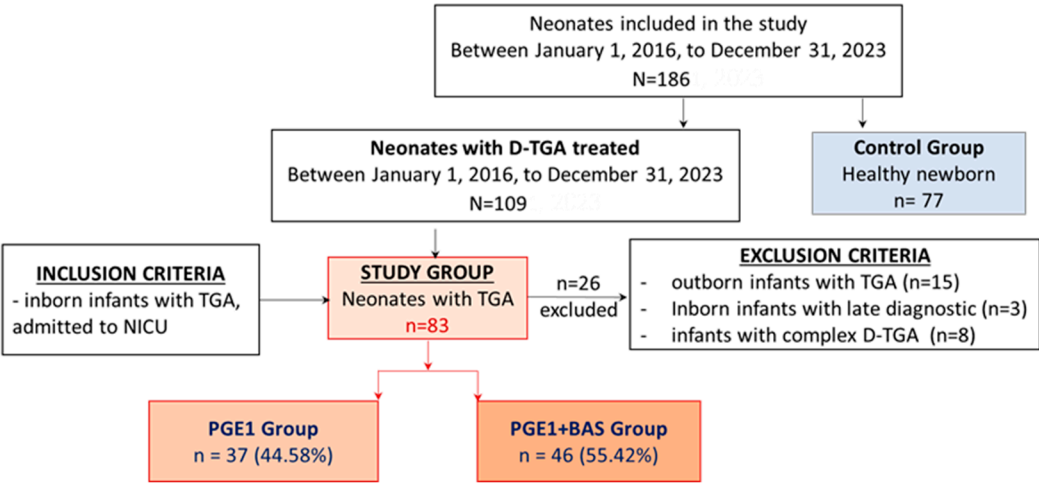 Neonates included in the study
Between January 1, 2016, to December 31, 2023
N=186
Neonates with D-TGA treated
Between January 1, 2016, to December 31, 2023
N=109
Control Group
Healthy newborn
n= 77
INCLUSION CRITERIA
- inborn infants with TGA,
admitted to NICU
STUDY GROUP
Neonates with TGA
n=83
n=26
excluded
EXCLUSION CRITERIA
- outborn infants with TGA (n=15)
- Inborn infants with late diagnostic (n=3)
- infants with complex D-TGA (n=8)
PGE1 Group
n = 37 (44.58%)
PGE1+BAS Group
n = 46 (55.42%)